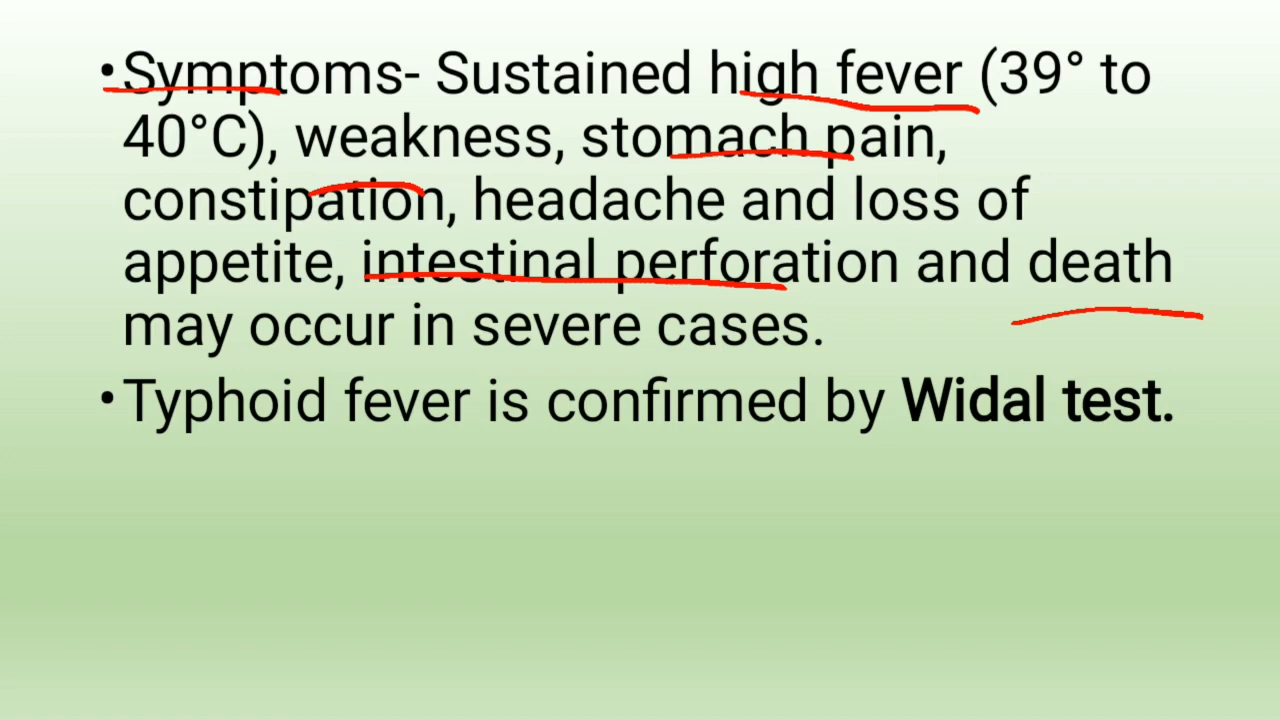 •Symptoms- Sustained high fever (39° to
40°C), weakness, stomach pain,
constipation, headache and loss of
appetite, intestinal perforation and death
may occur in severe cases.
•Typhoid fever is confirmed by Widal test.